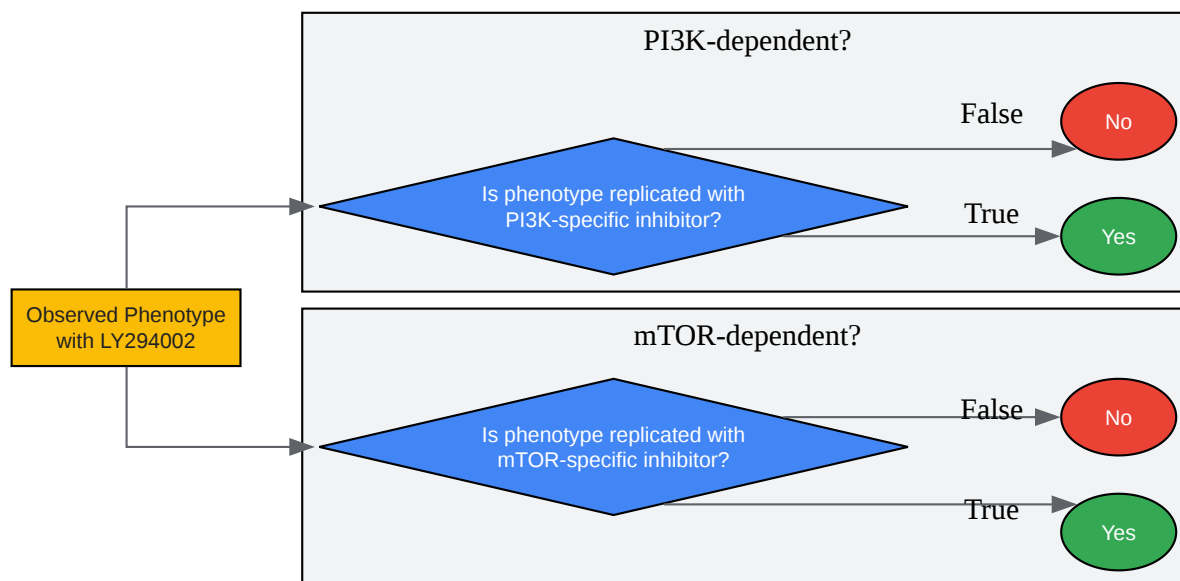 PI3K-dependent?
False
No
Is phenotype replicated with
PI3K-specific inhibitor?
True
Yes
Observed Phenotype
with LY294002
mTOR-dependent?
False
No
Is phenotype replicated with
mTOR-specific inhibitor?
True
Yes